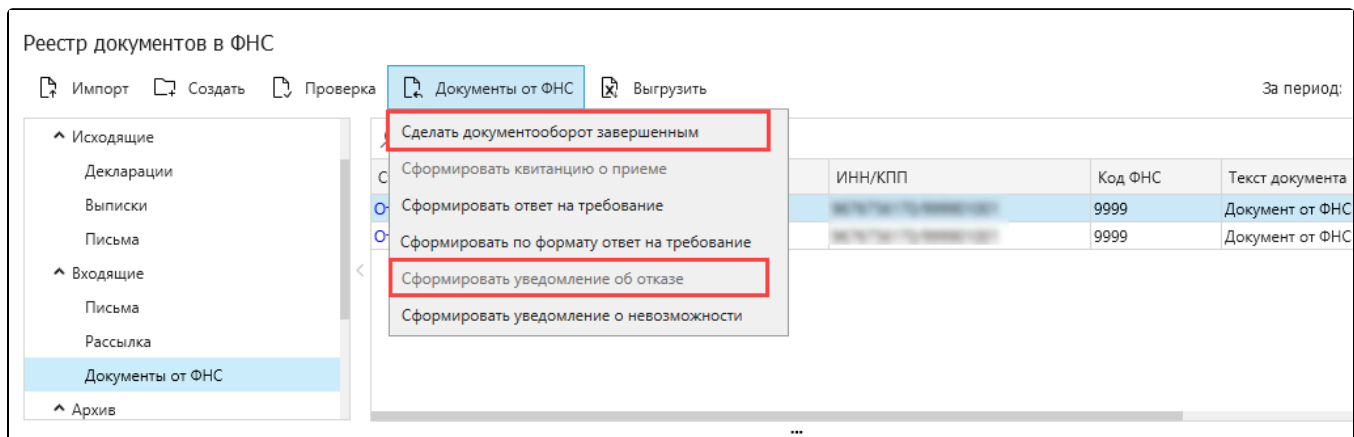 Реестр документов в ФНС
Импорт Создать Проверка Документы от ФНС Выгрузить За период:
Исходящие
Декларации
Выписки
Письма
Входящие
Письма
Рассылка
Документы от ФНС
Архив
Сделать документооборот завершенным
Сформировать квитанцию о приеме
Сформировать ответ на требование
Сформировать по формату ответ на требование
Сформировать уведомление об отказе
Сформировать уведомление о невозможности
ИНН/КПП Код ФНС Текст документа
9999 Документ от ФНС
9999 Документ от ФНС